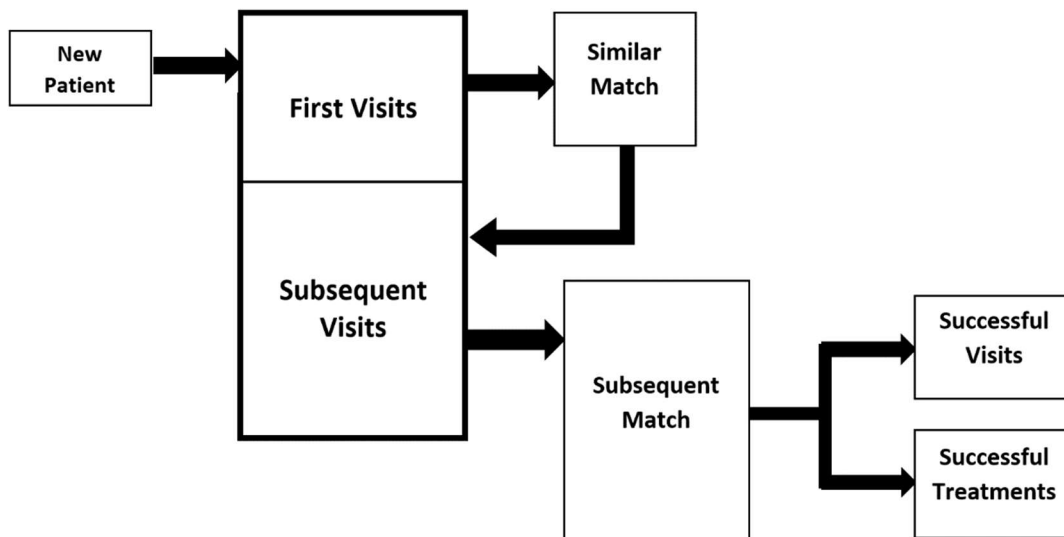 New
Patient
First Visits
Similar
Match
Subsequent
Visits
Subsequent
Match
Successful
Visits
Successful
Treatments